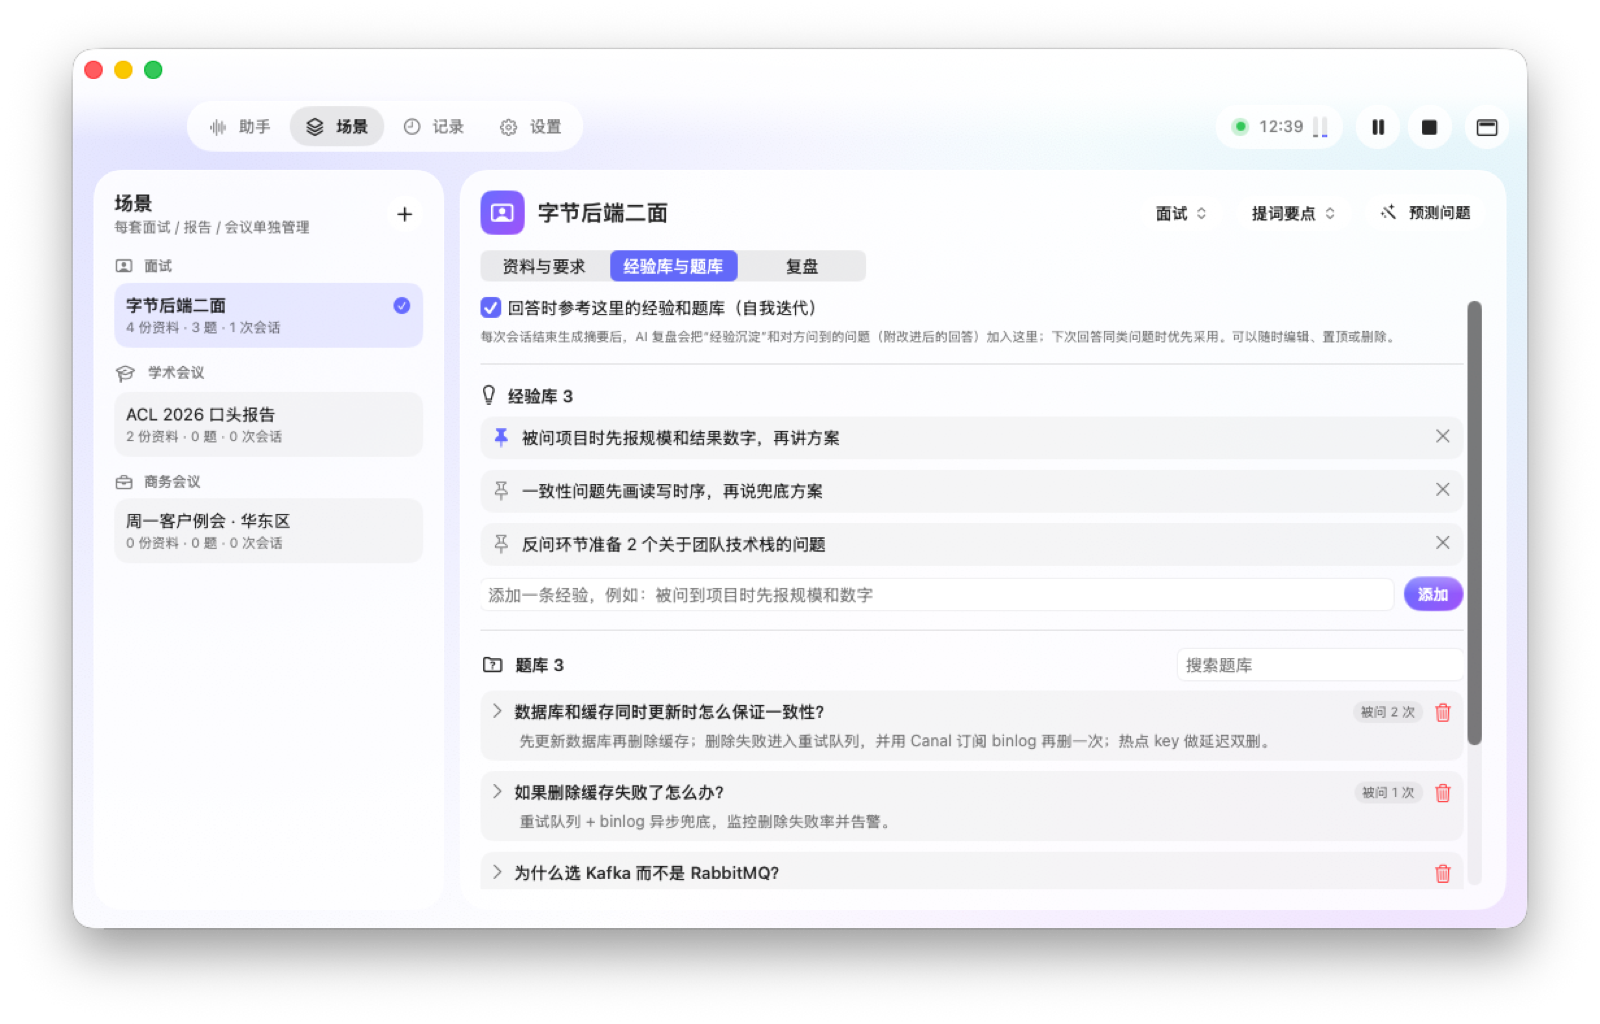 助手
场景
记录
设置
12:39
场景
每套面试 / 报告 / 会议单独管理
面试
字节后端二面
4 份资料 · 3 题 · 1 次会话
学术会议
ACL 2026 口头报告
2 份资料 · 0 题 · 0 次会话
商务会议
周一客户例会 · 华东区
0 份资料 · 0 题 · 0 次会话
字节后端二面
面试
提词要点
预测问题
资料与要求
经验库与题库
复盘
回答时参考这里的经验和题库（自我迭代）
每次会话结束生成摘要后，AI 复盘会把“经验沉淀”和对方问到的问题（附改进后的回答）加入这里；下次回答同类问题时优先采用。可以随时编辑、置顶或删除。
经验库 3
被问项目时先报规模和结果数字，再讲方案
一致性问题先画读写时序，再说兜底方案
反问环节准备 2 个关于团队技术栈的问题
添加一条经验，例如：被问到项目时先报规模和数字
添加
题库 3
搜索题库
数据库和缓存同时更新时怎么保证一致性?
被问 2 次
先更新数据库再删除缓存；删除失败进入重试队列，并用 Canal 订阅 binlog 再删一次；热点 key 做延迟双删。
如果删除缓存失败了怎么办?
被问 1 次
重试队列 + binlog 异步兜底，监控删除失败率并告警。
为什么选 Kafka 而不是 RabbitMQ?